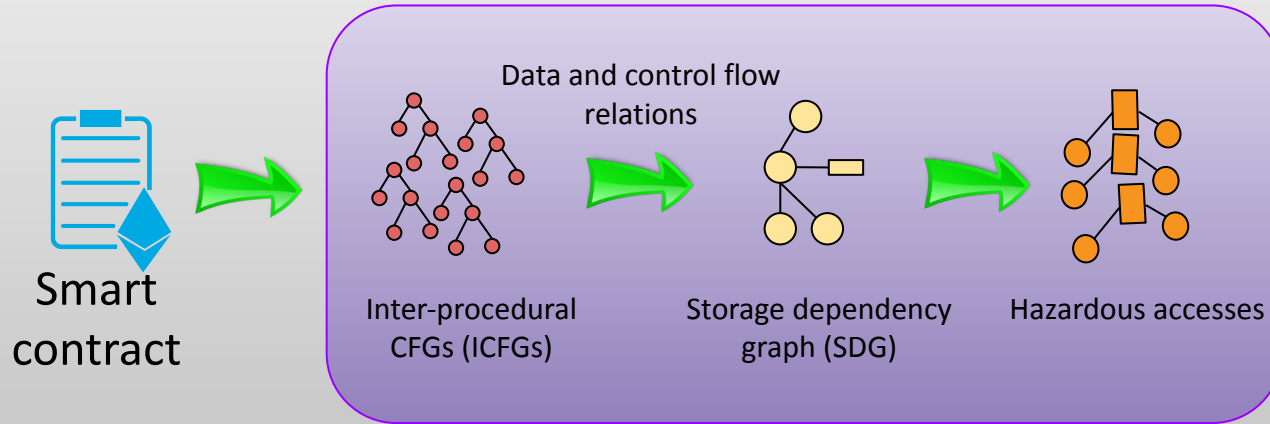 Smart
contract
Data and control flow
relations
Inter-procedural
CFGs (ICFGs)
Storage dependency
graph (SDG)
Hazardous accesses